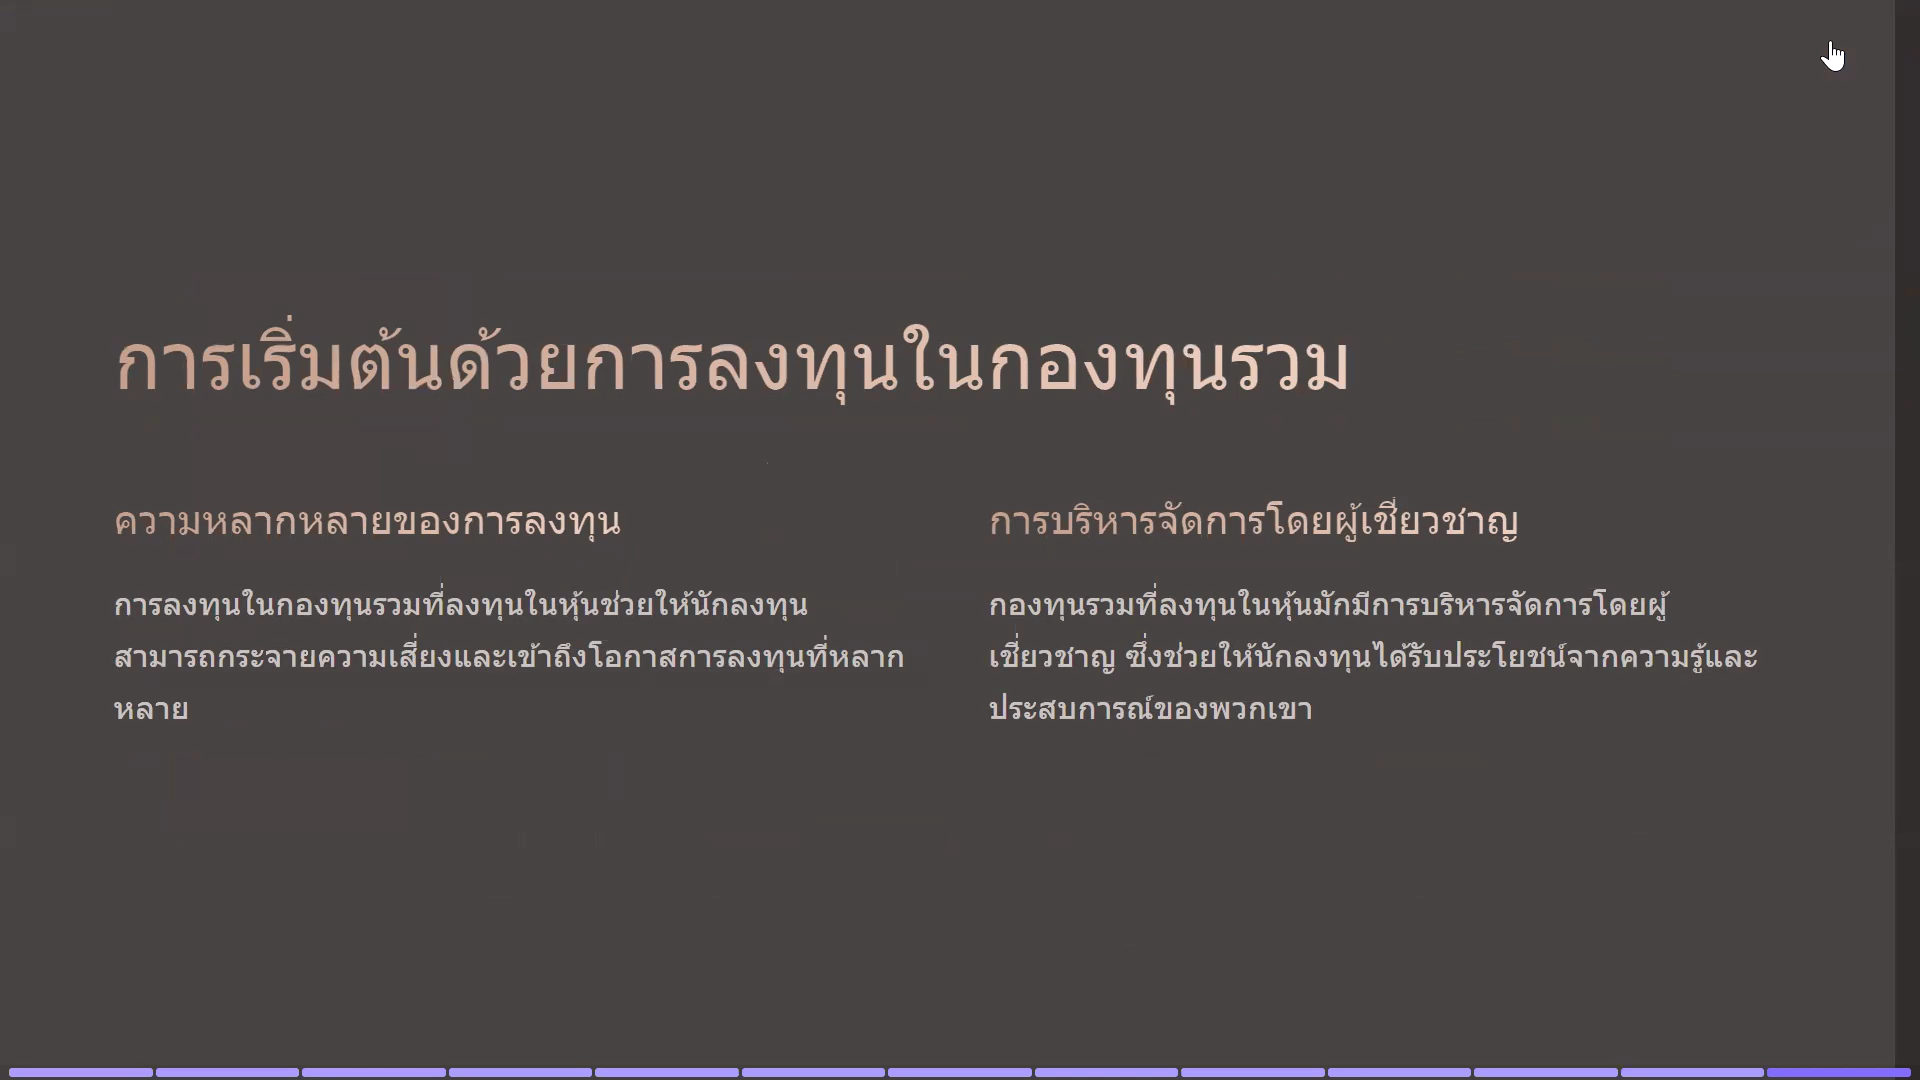 การเริ่มต้นด้วยการลงทุนในกองทุนรวม
ความหลากหลายของการลงทุน
การลงทุนในกองทุนรวมที่ลงทุนในหุ้นช่วยให้นักลงทุน
สามารถกระจายความเสี่ยงและเข้าถึงโอกาสการลงทุนที่หลาก
หลาย
การบริหารจัดการโดยผู้เชี่ยวชาญ
กองทุนรวมที่ลงทุนในหุ้นมักมีการบริหารจัดการโดยผู้
เชี่ยวชาญ ซึ่งช่วยให้นักลงทุนได้รับประโยชน์จากความรู้และ
ประสบการณ์ของพวกเขา